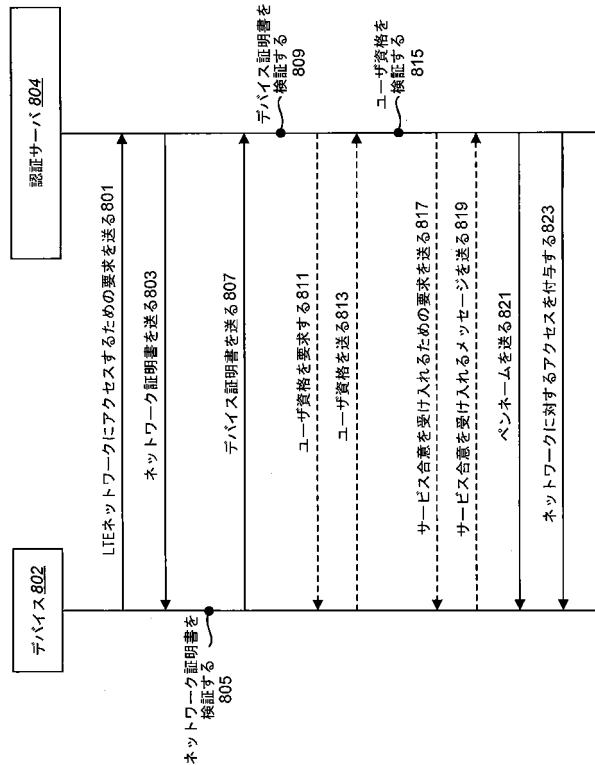 デバイス802
認証サーバ804
LTEネットワークにアクセスするための要求を送る801
ネットワーク証明書を送る803
ネットワーク証明書を
検証する
805
デバイス証明書を送る807
デバイス証明書を
検証する
809
ユーザ資格を要求する811
ユーザ資格を送る813
ユーザ資格を
検証する
815
サービス合意を受け入れるための要求を送る817
サービス合意を受け入れるメッセージを送る819
ペンネームを送る821
ネットワークに対するアクセスを付与する823